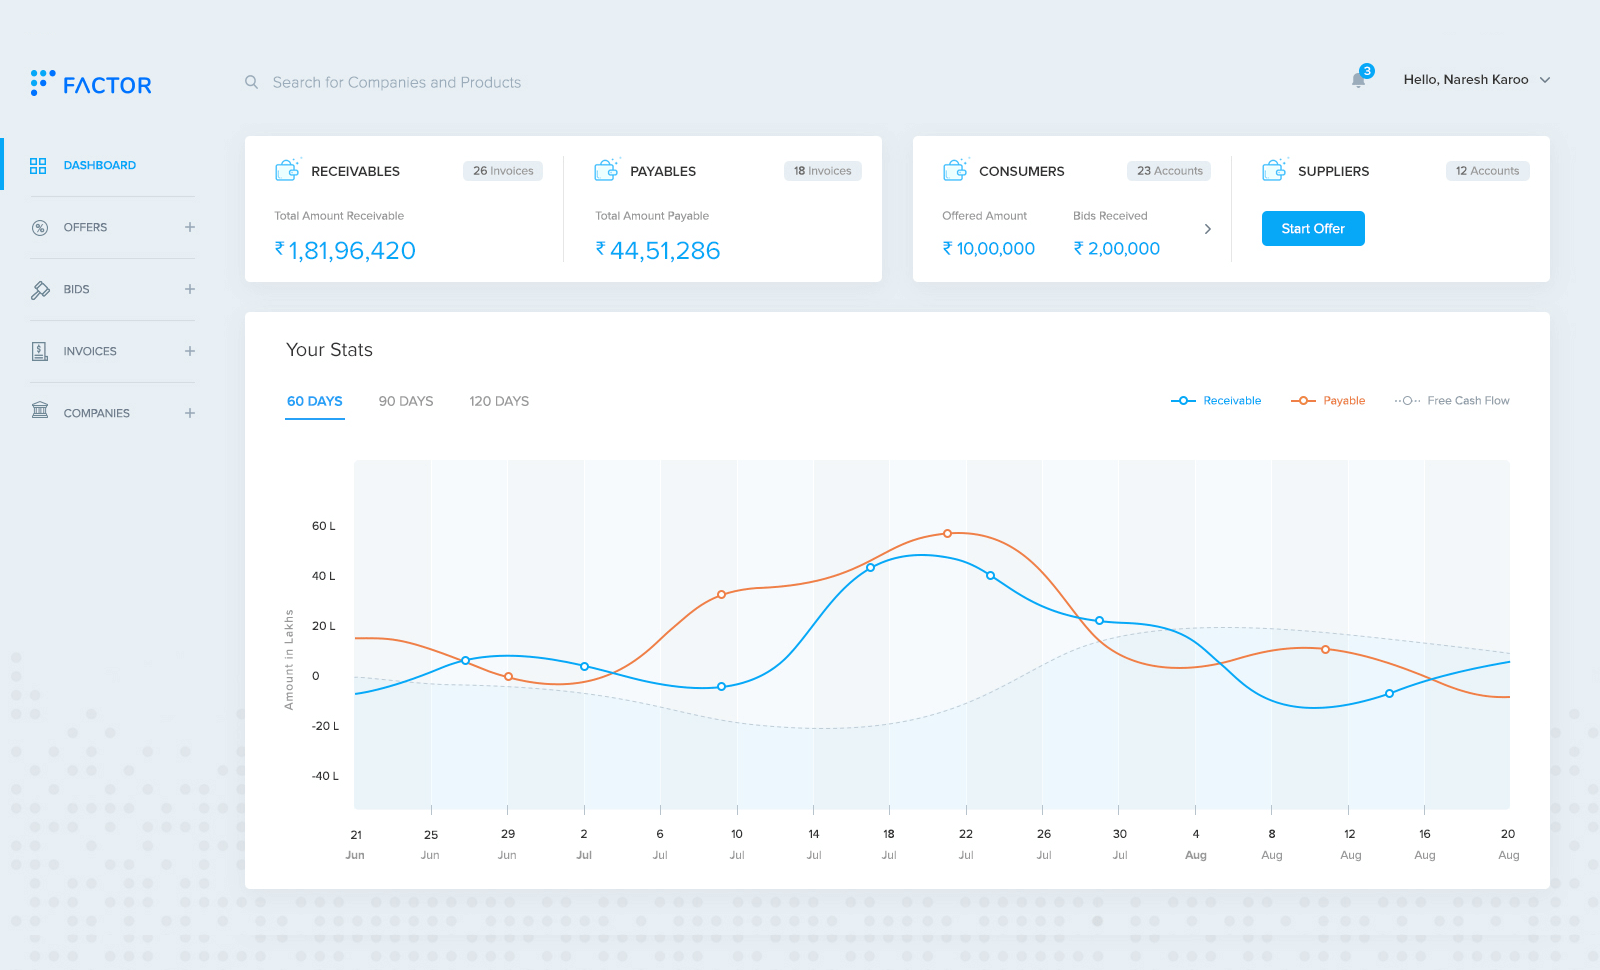 FACTOR
Search for Companies and Products
3
Hello, Naresh Karoo
DASHBOARD
OFFERS
BIDS
INVOICES
COMPANIES
RECEIVABLES
26 Invoices
Total Amount Receivable
₹ 1,81,96,420
PAYABLES
18 Invoices
Total Amount Payable
₹ 44,51,286
CONSUMERS
23 Accounts
Offered Amount
₹ 10,00,000
Bids Received
₹ 2,00,000
SUPPLIERS
12 Accounts
Start Offer
Your Stats
60 DAYS 90 DAYS 120 DAYS
Receivable Payable Free Cash Flow
Amount in Lakhs
60 L
40 L
20 L
0
-20 L
-40 L
21 25 29 2 6 10 14 18 22 26 30 4 8 12 16 20
Jun Jun Jun Jul Jul Jul Jul Jul Jul Jul Jul Aug Aug Aug Aug Aug